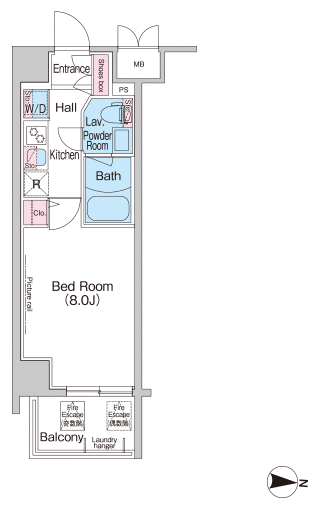 MB
Entrance
Shoes box
PS
Sto.
W/D
Hall
Sto.
Lav.
Powder
Room
Kitchen
Sto.
R
Bath
Clo.
Picture rail
Bed Room
(8.0J)
Fire
Escape
(奇数階)
Fire
Escape
(偶数階)
Balcony
Laundry
hanger
N